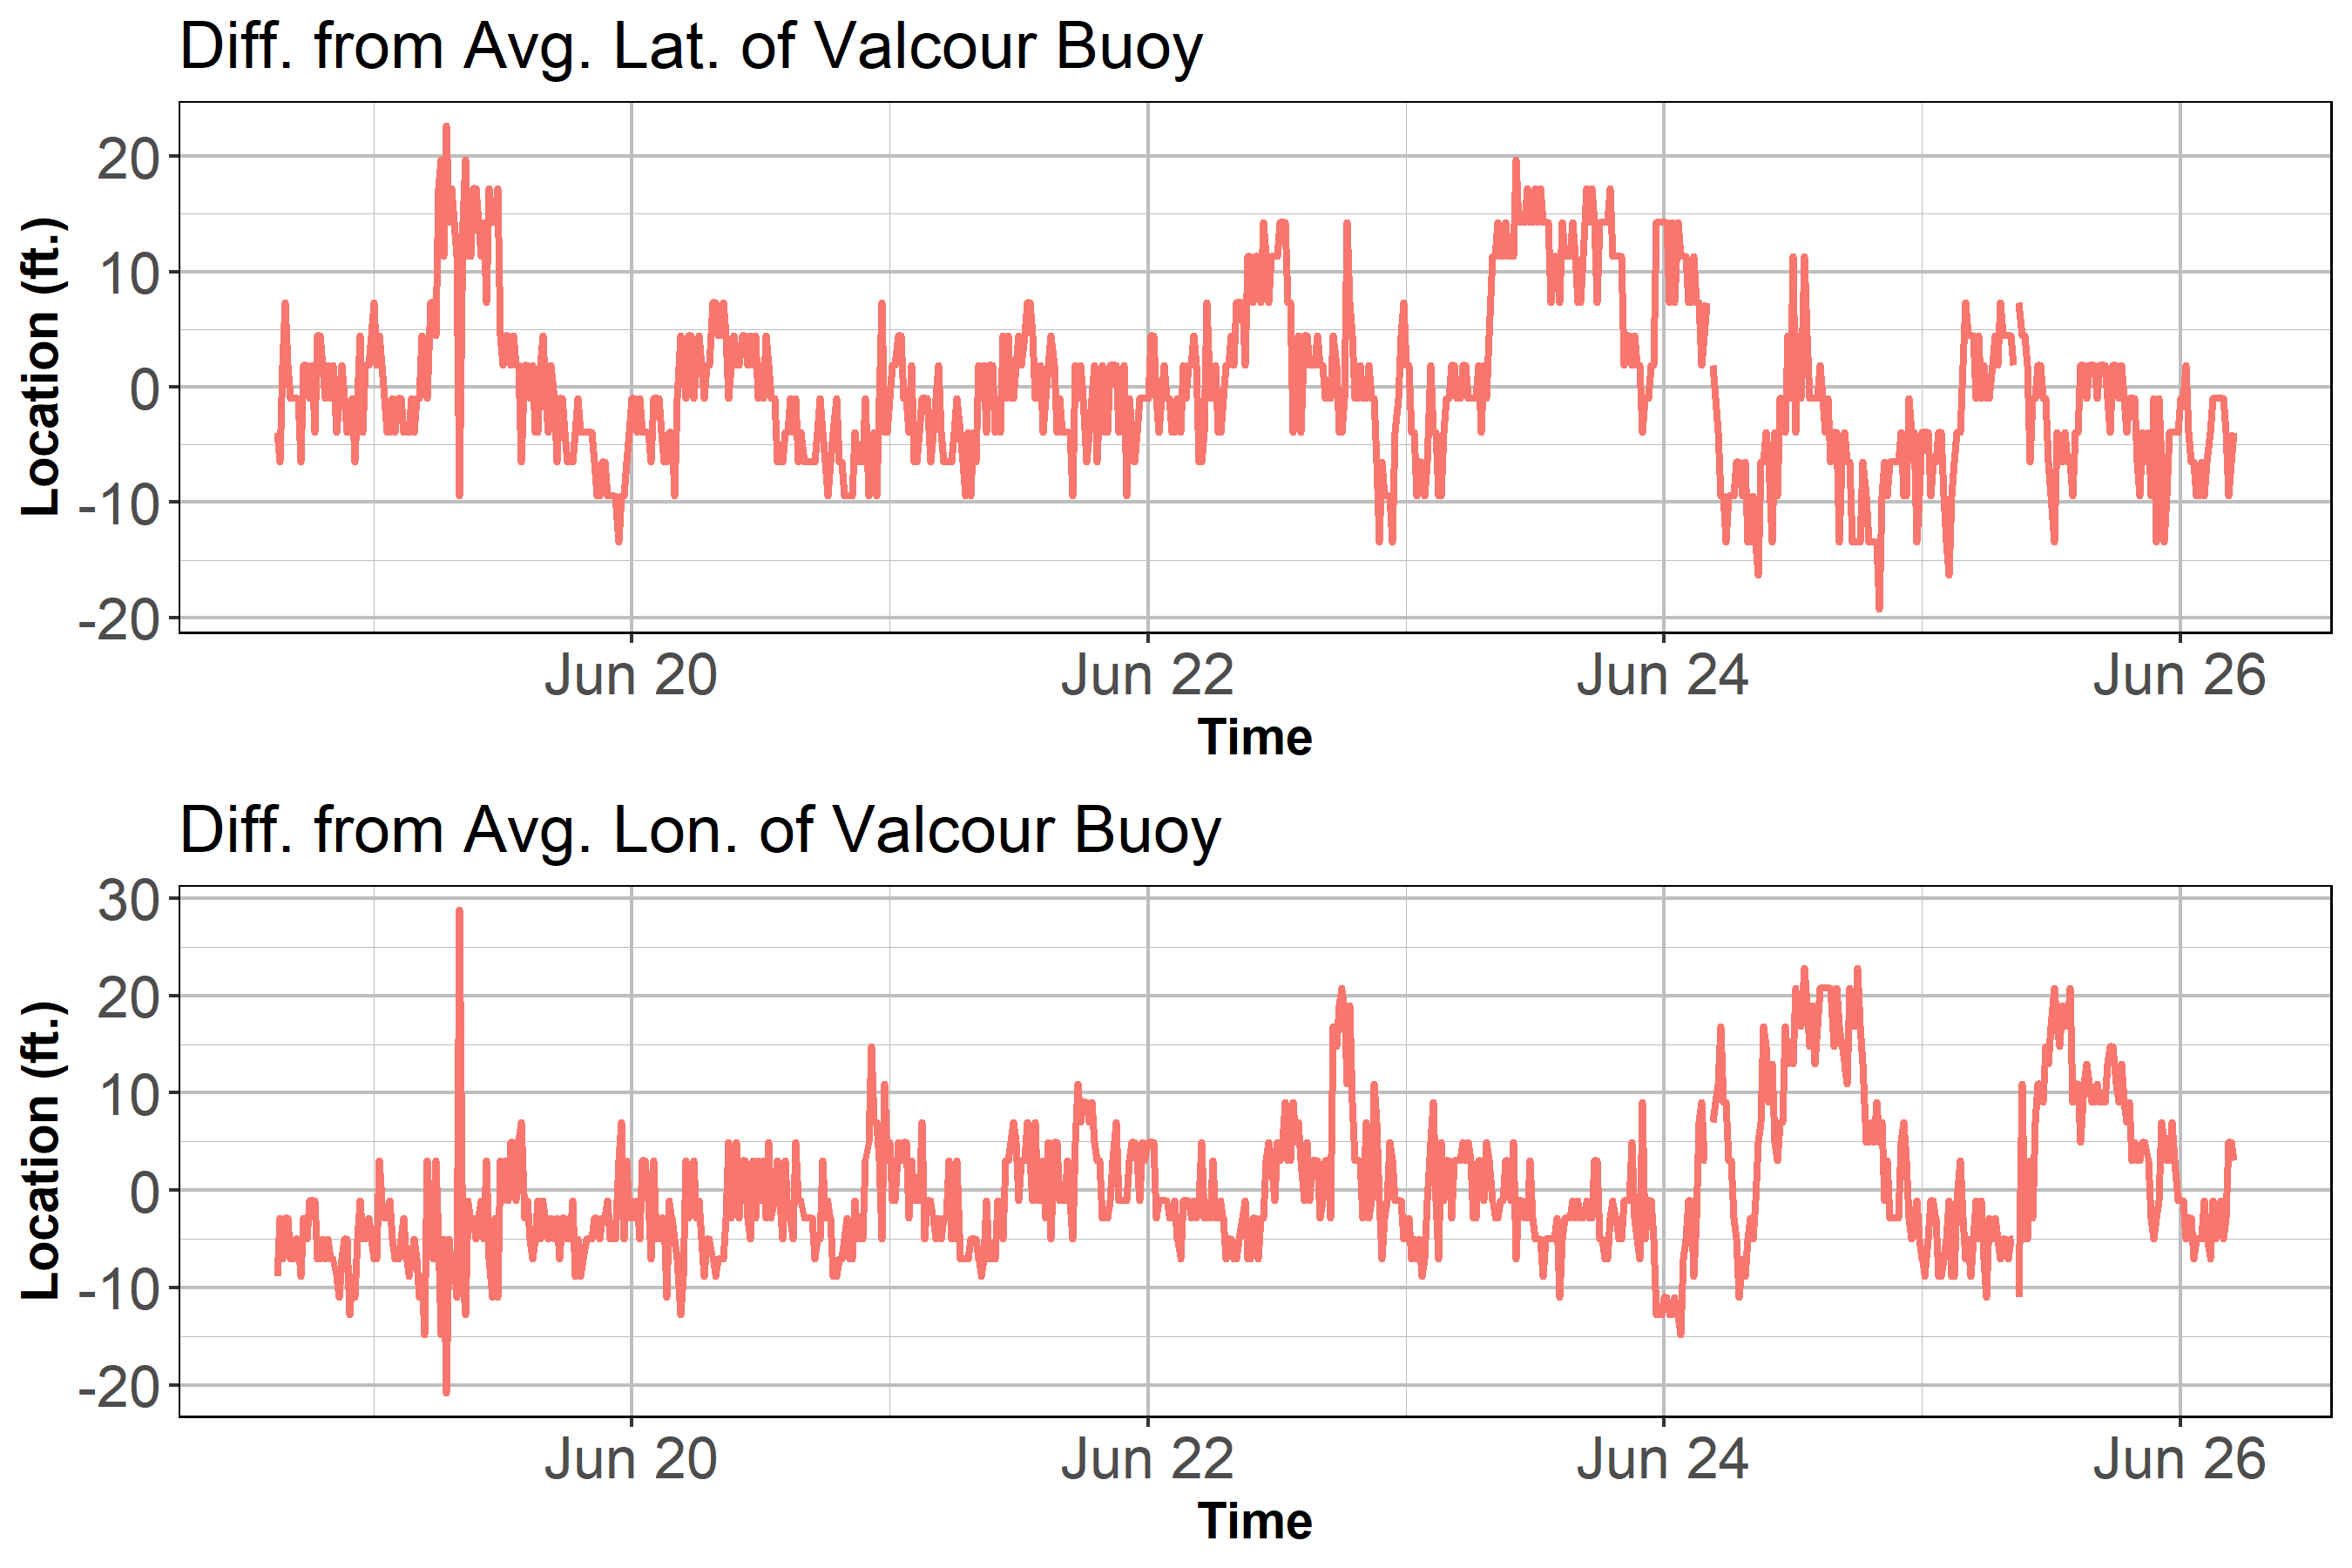 Diff. from Avg. Lat. of Valcour Buoy
20
10
0
-10
-20
Location (ft.)
Jun 20 Jun 22 Jun 24 Jun 26
Time
Diff. from Avg. Lon. of Valcour Buoy
30
20
10
0
-10
-20
Location (ft.)
Jun 20 Jun 22 Jun 24 Jun 26
Time